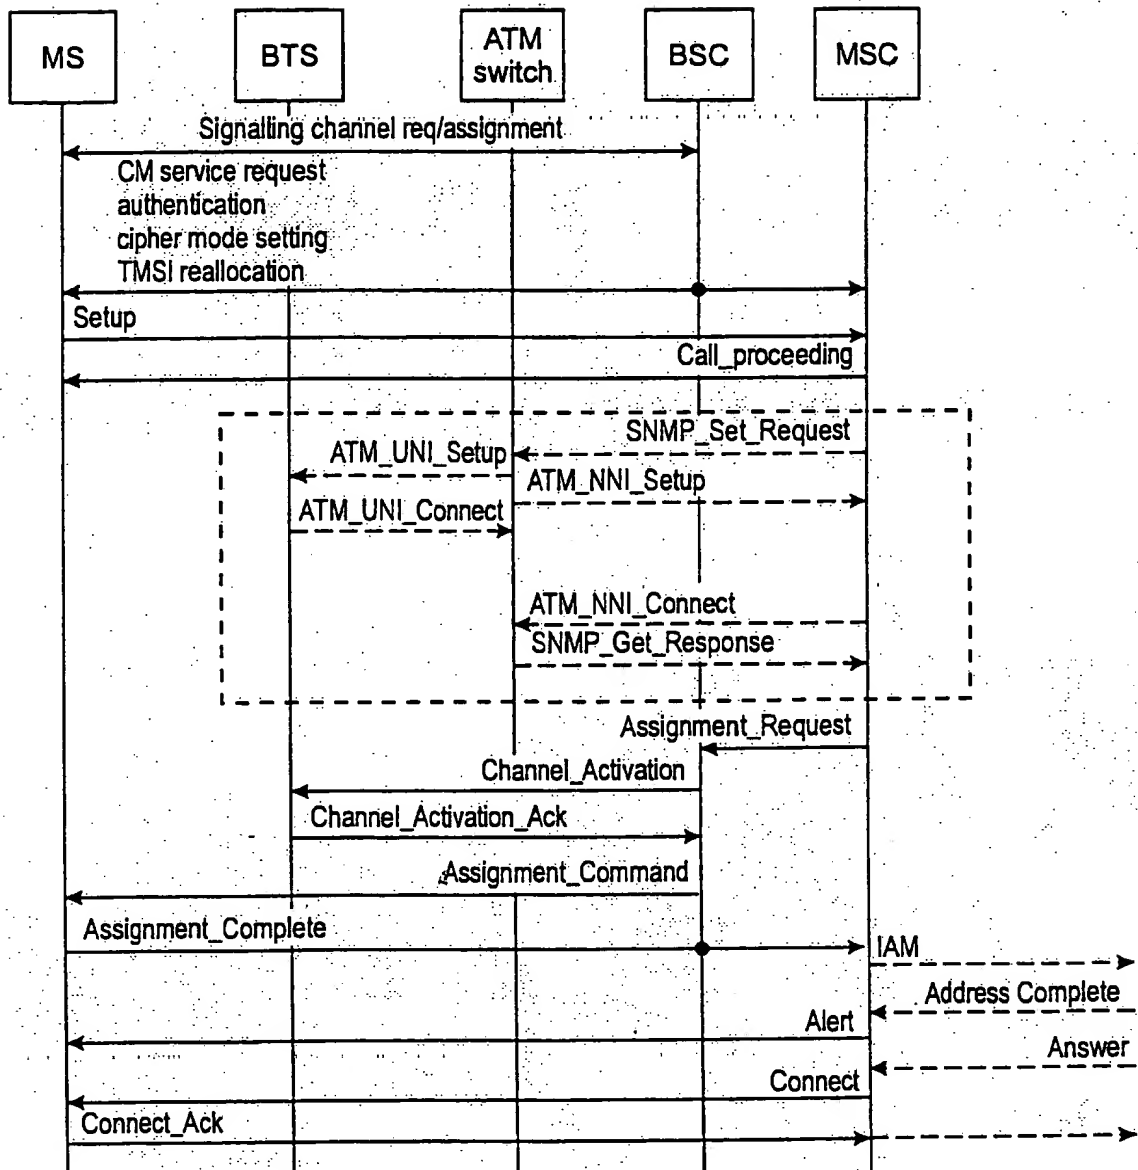 MS
BTS
ATM
switch
BSC
MSC
Signalling channel req/assignment
CM service request
authentication
cipher mode setting
TMSI reallocation
Setup
Call_proceeding
SNMP_Set_Request
ATM_UNI_Setup
ATM_NNI_Setup
ATM_UNI_Connect
ATM_NNI_Connect
SNMP_Get_Response
Assignment_Request
Channel_Activation
Channel_Activation_Ack
Assignment_Command
Assignment_Complete
IAM
Address Complete
Alert
Answer
Connect
Connect_Ack